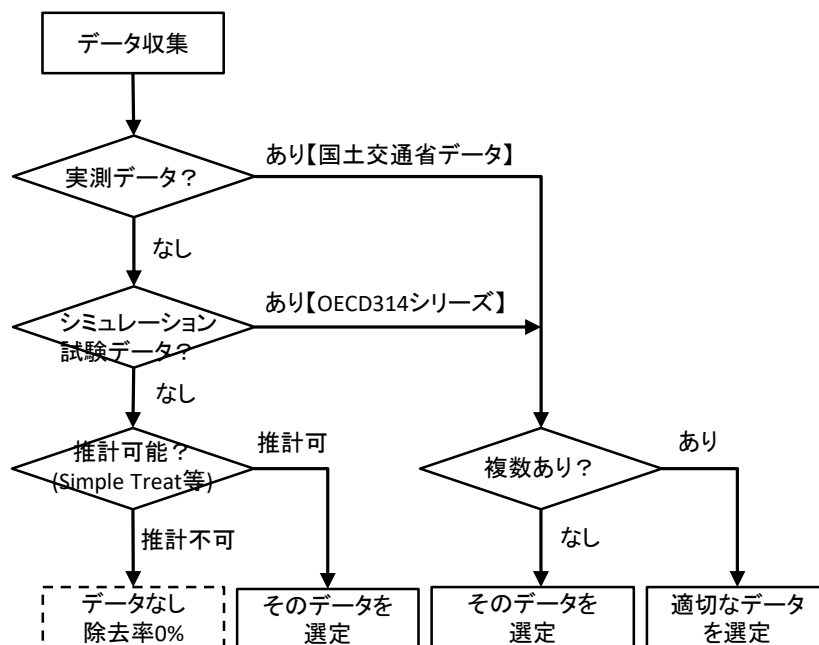 データ収集
あり【国土交通省データ】
実測データ？
なし
あり【OECD314シリーズ】
シミュレーション
試験データ？
なし
推計可能？
(Simple Treat等)
推計可
複数あり？
あり
推計不可
なし
データなし
除去率0%
そのデータを
選定
そのデータを
選定
適切なデータ
を選定